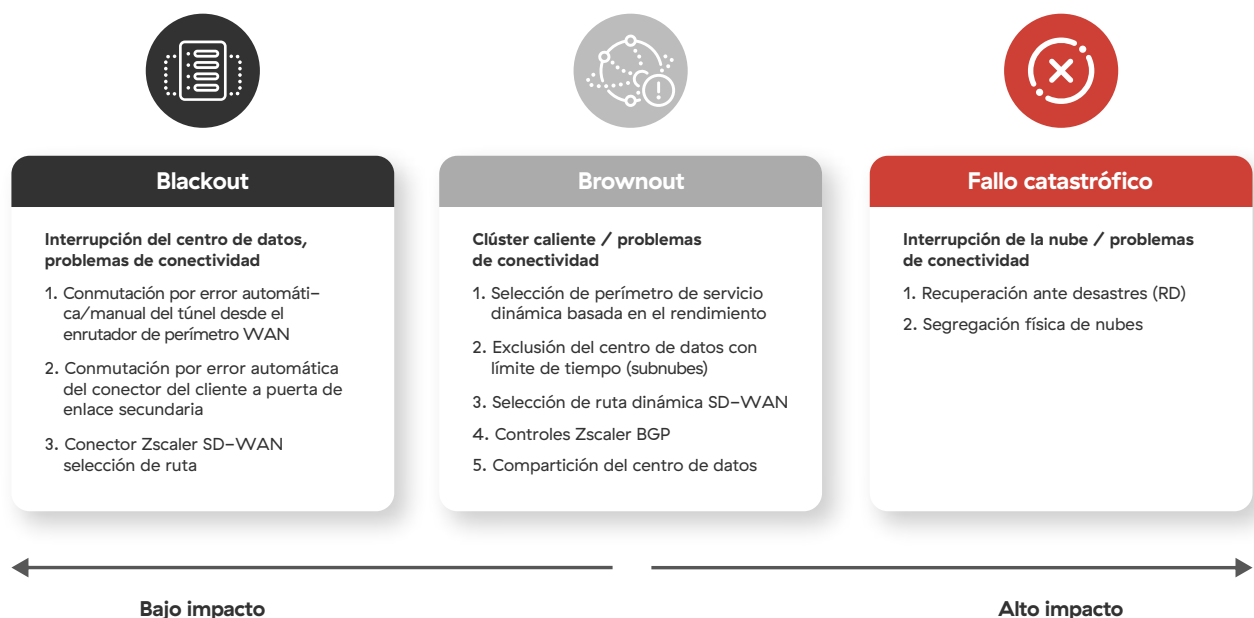 Blackout
Interrupción del centro de datos,
problemas de conectividad
1. Conmutación por error automáti-
ca/manual del túnel desde el
enrutador de perímetro WAN
2. Conmutación por error automática
del conector del cliente a puerta de
enlace secundaria
3. Conector Zscaler SD-WAN
selección de ruta
Brownout
Clúster caliente / problemas
de conectividad
1. Selección de perímetro de servicio
dinámica basada en el rendimiento
2. Exclusión del centro de datos con
límite de tiempo (subnubes)
3. Selección de ruta dinámica SD-WAN
4. Controles Zscaler BGP
5. Compartición del centro de datos
Fallo catastrófico
Interrupción de la nube / problemas
de conectividad
1. Recuperación ante desastres (RD)
2. Segregación física de nubes
Bajo impacto
Alto impacto